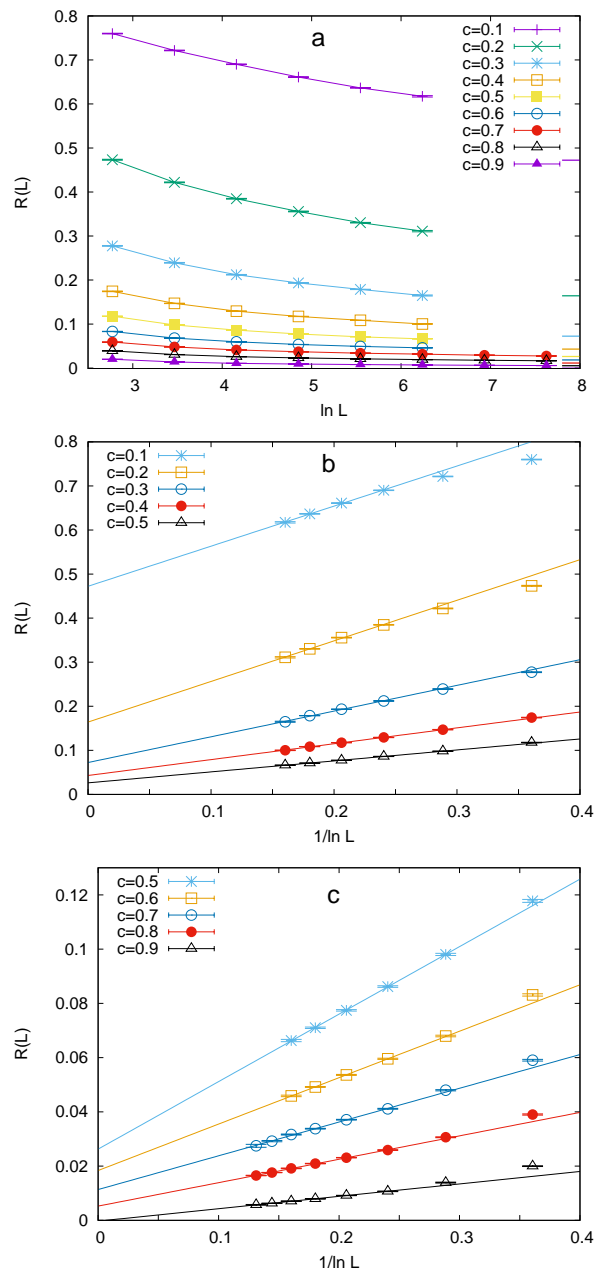 a
c=0.1
c=0.2
c=0.3
c=0.4
c=0.5
c=0.6
c=0.7
c=0.8
c=0.9
0.8
0.7
0.6
0.5
0.4
0.3
0.2
0.1
0
R(L)
3 4 5 6 7 8
ln L
b
c=0.1
c=0.2
c=0.3
c=0.4
c=0.5
0.8
0.7
0.6
0.5
0.4
0.3
0.2
0.1
0
R(L)
0 0.1 0.2 0.3 0.4
1/ln L
c
c=0.5
c=0.6
c=0.7
c=0.8
c=0.9
0.12
0.1
0.08
0.06
0.04
0.02
0
R(L)
0 0.1 0.2 0.3 0.4
1/ln L